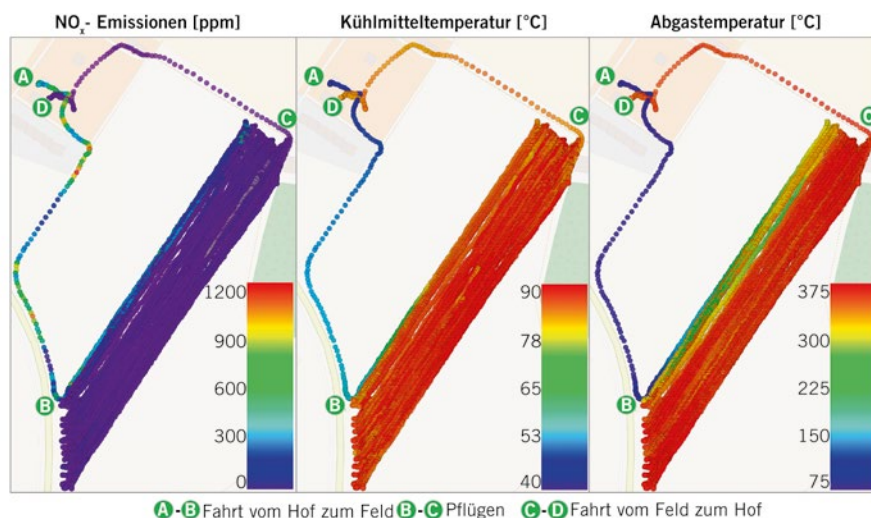 NOx- Emissionen [ppm]
Kühlmitteltemperatur [°C]
Abgastemperatur [°C]
A
D
C
B
1200
900
600
300
0
A
D
C
B
90
78
65
53
40
A
D
C
B
375
300
225
150
75
A-B Fahrt vom Hof zum Feld B-C Pflügen C-D Fahrt vom Feld zum Hof